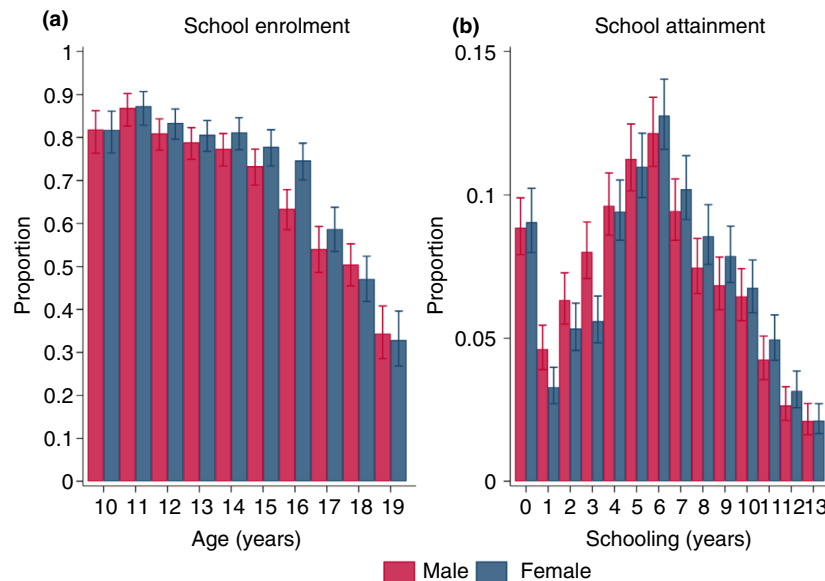 (a)
School enrolment
1
0.9
0.8
0.7
0.6
0.5
0.4
0.3
0.2
0.1
0
Proportion
10 11 12 13 14 15 16 17 18 19
Age (years)
(b)
School attainment
0.15
0.1
0.05
0
Proportion
0 1 2 3 4 5 6 7 8 9 10 11 12 13
Schooling (years)
Male Female